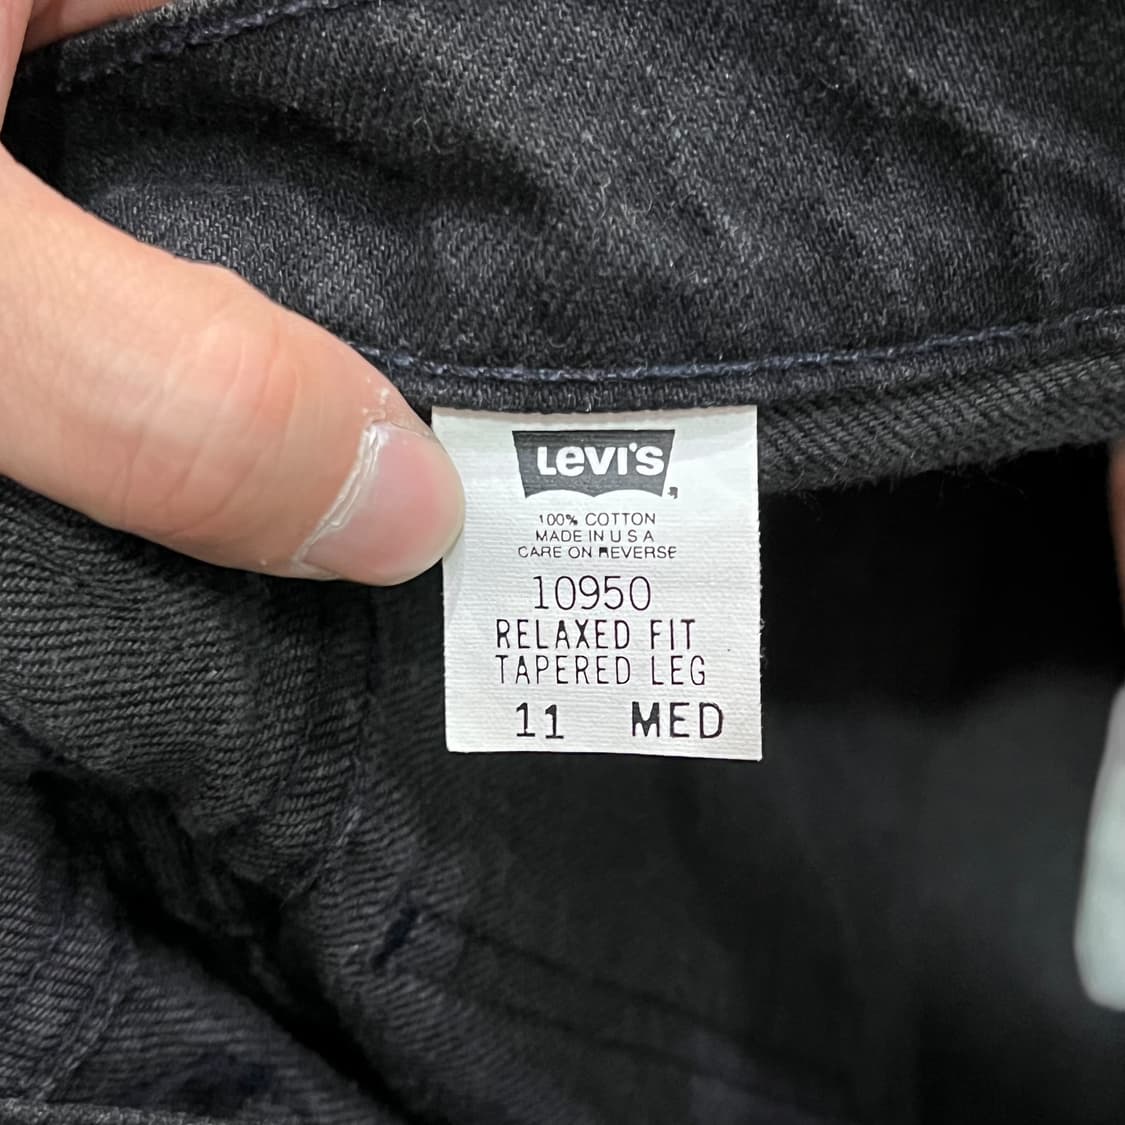 Levi's
100% COTTON
MADE IN U S A
CARE ON REVERSE
10950
RELAXED FIT
TAPERED LEG
11 MED